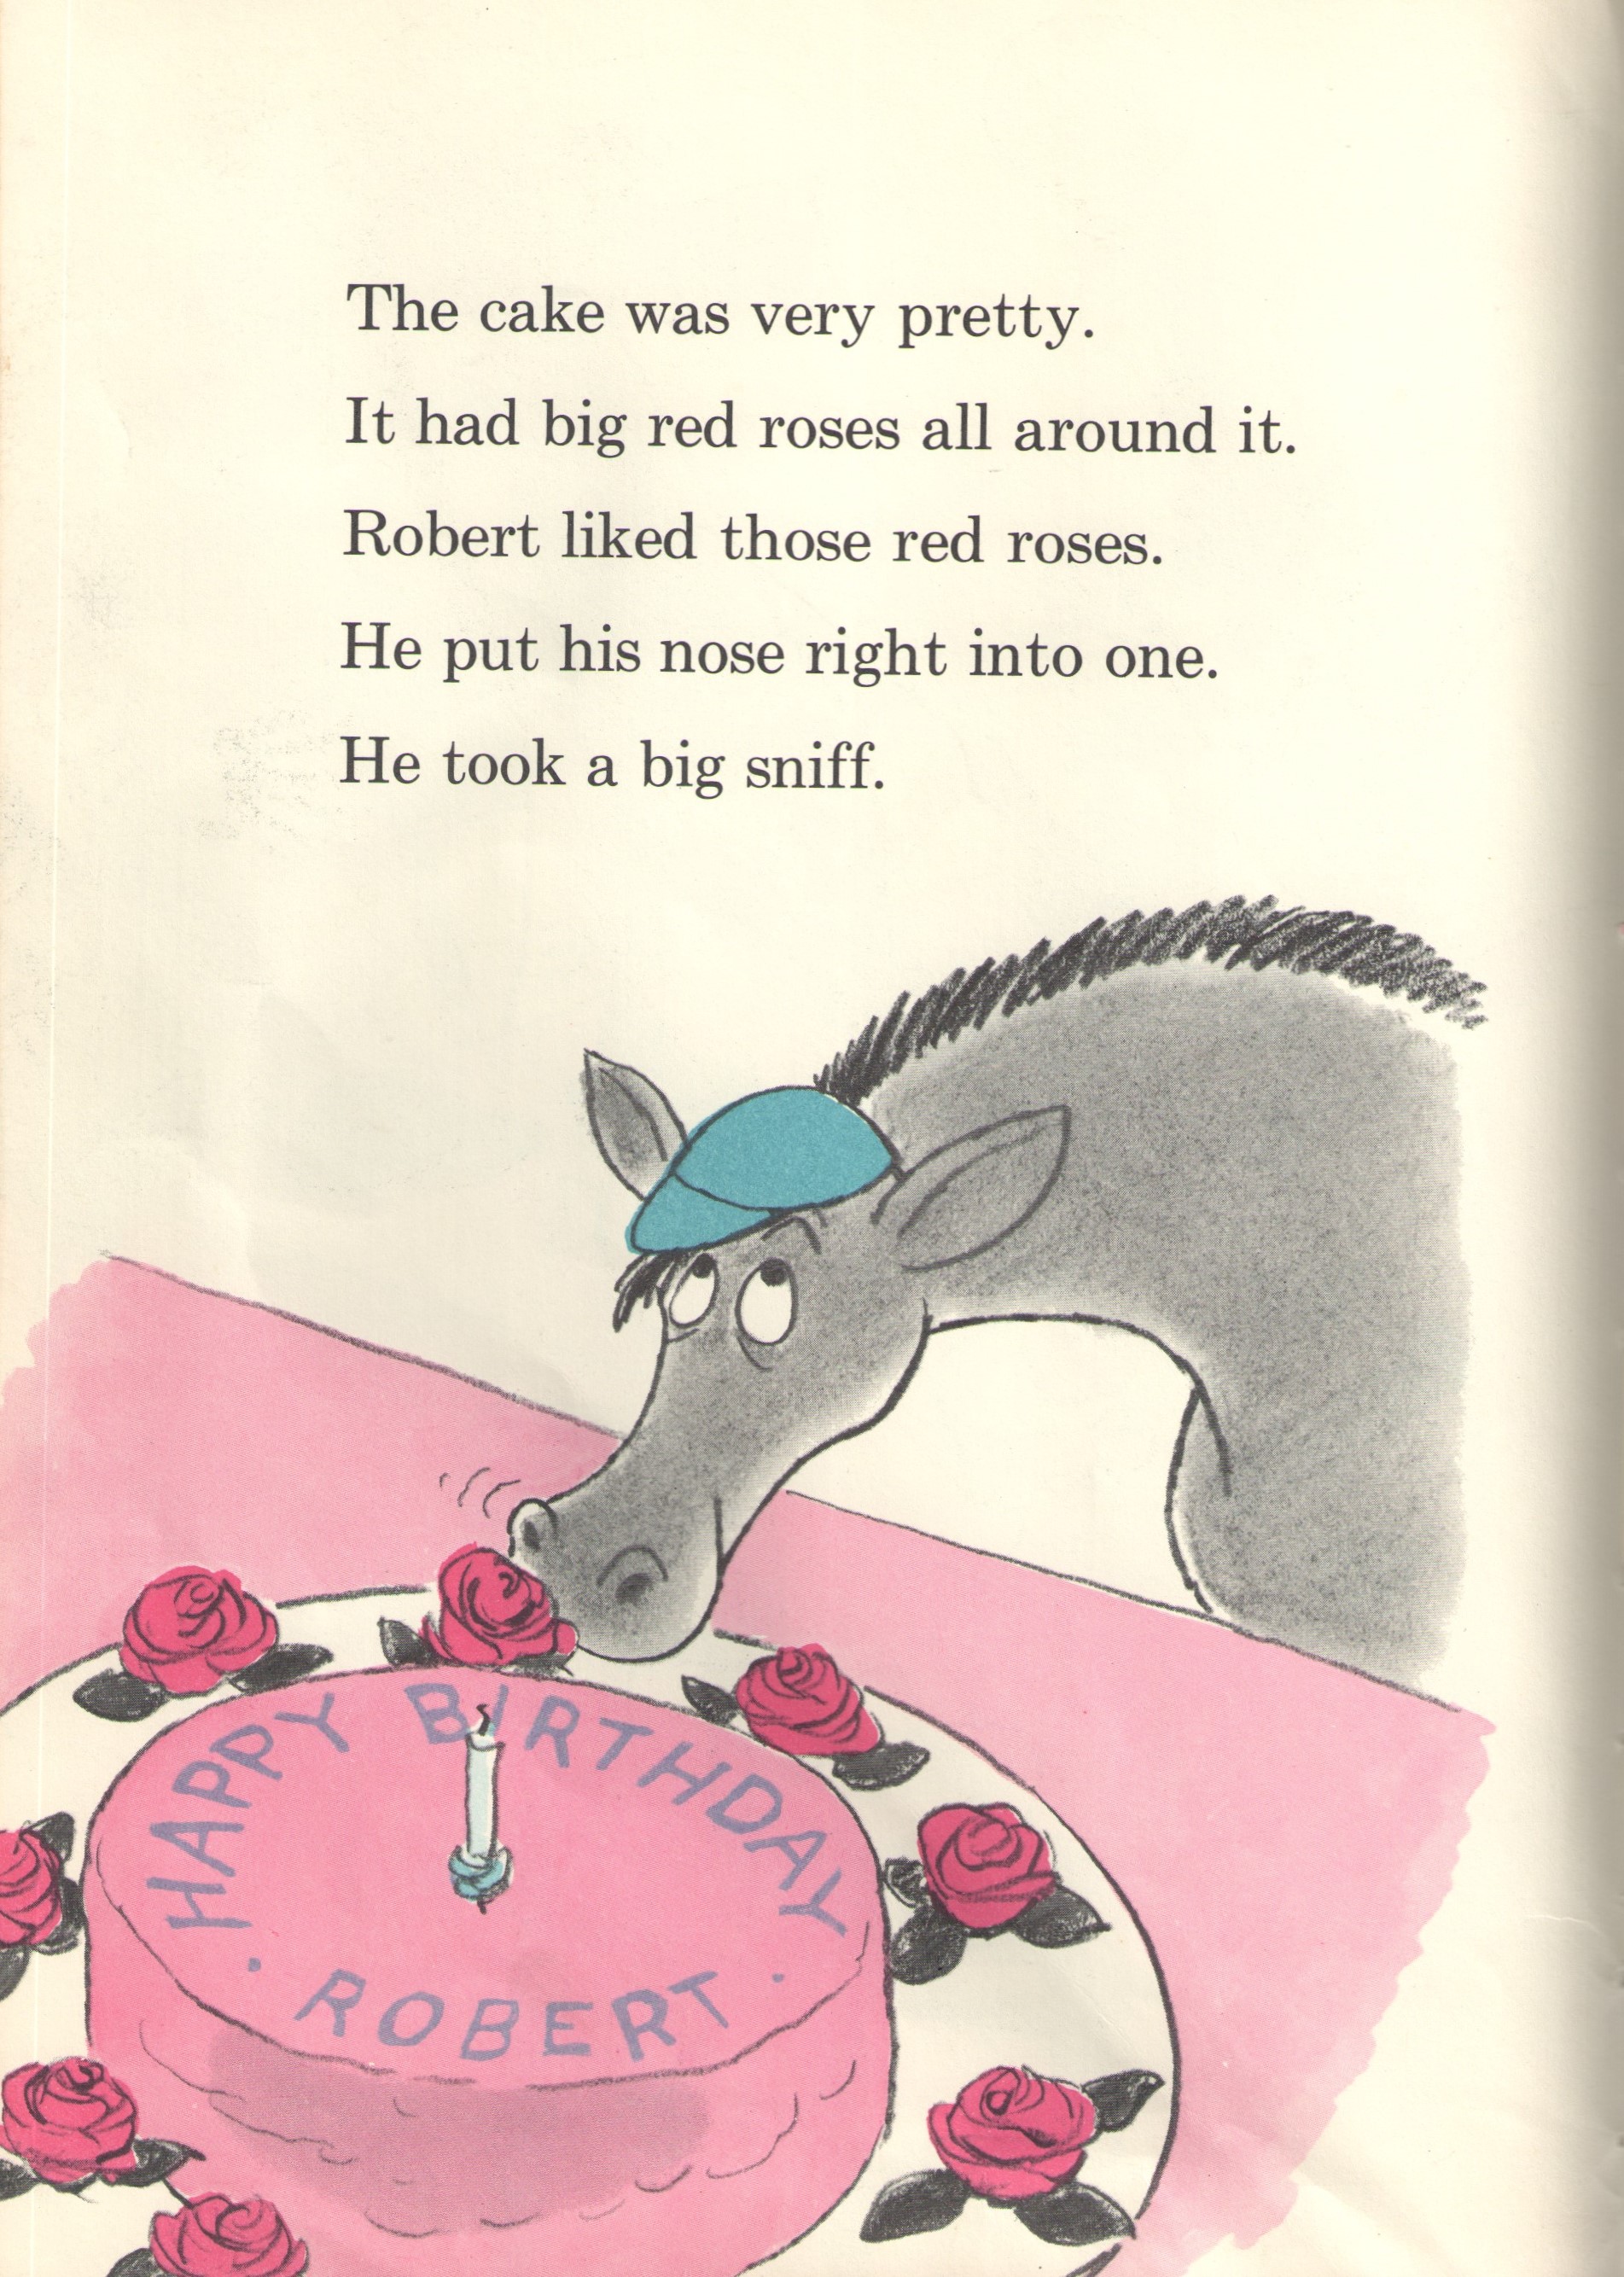 The cake was very pretty.
It had big red roses all around it.
Robert liked those red roses.
He put his nose right into one.
He took a big sniff.
HAPPY BIRTHDAY
· ROBERT ·